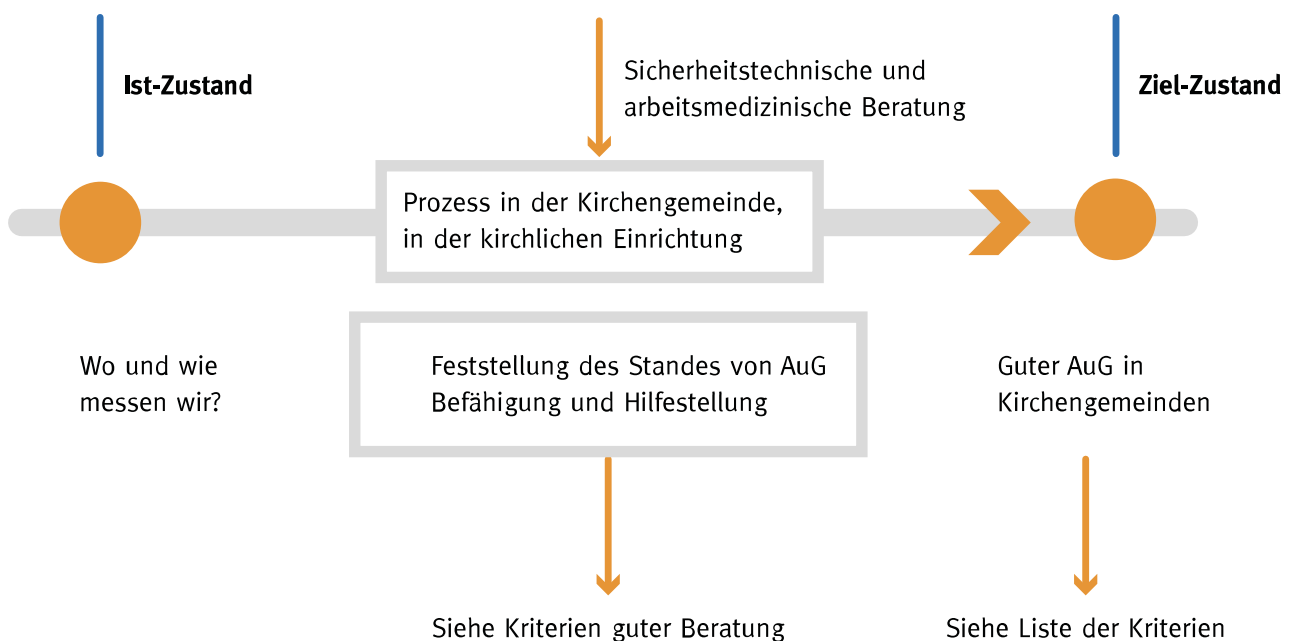 Ist-Zustand
Sicherheitstechnische und
arbeitsmedizinische Beratung
Ziel-Zustand
Prozess in der Kirchengemeinde,
in der kirchlichen Einrichtung
Wo und wie
messen wir?
Feststellung des Standes von AuG
Befähigung und Hilfestellung
Guter AuG in
Kirchengemeinden
Siehe Kriterien guter Beratung
Siehe Liste der Kriterien